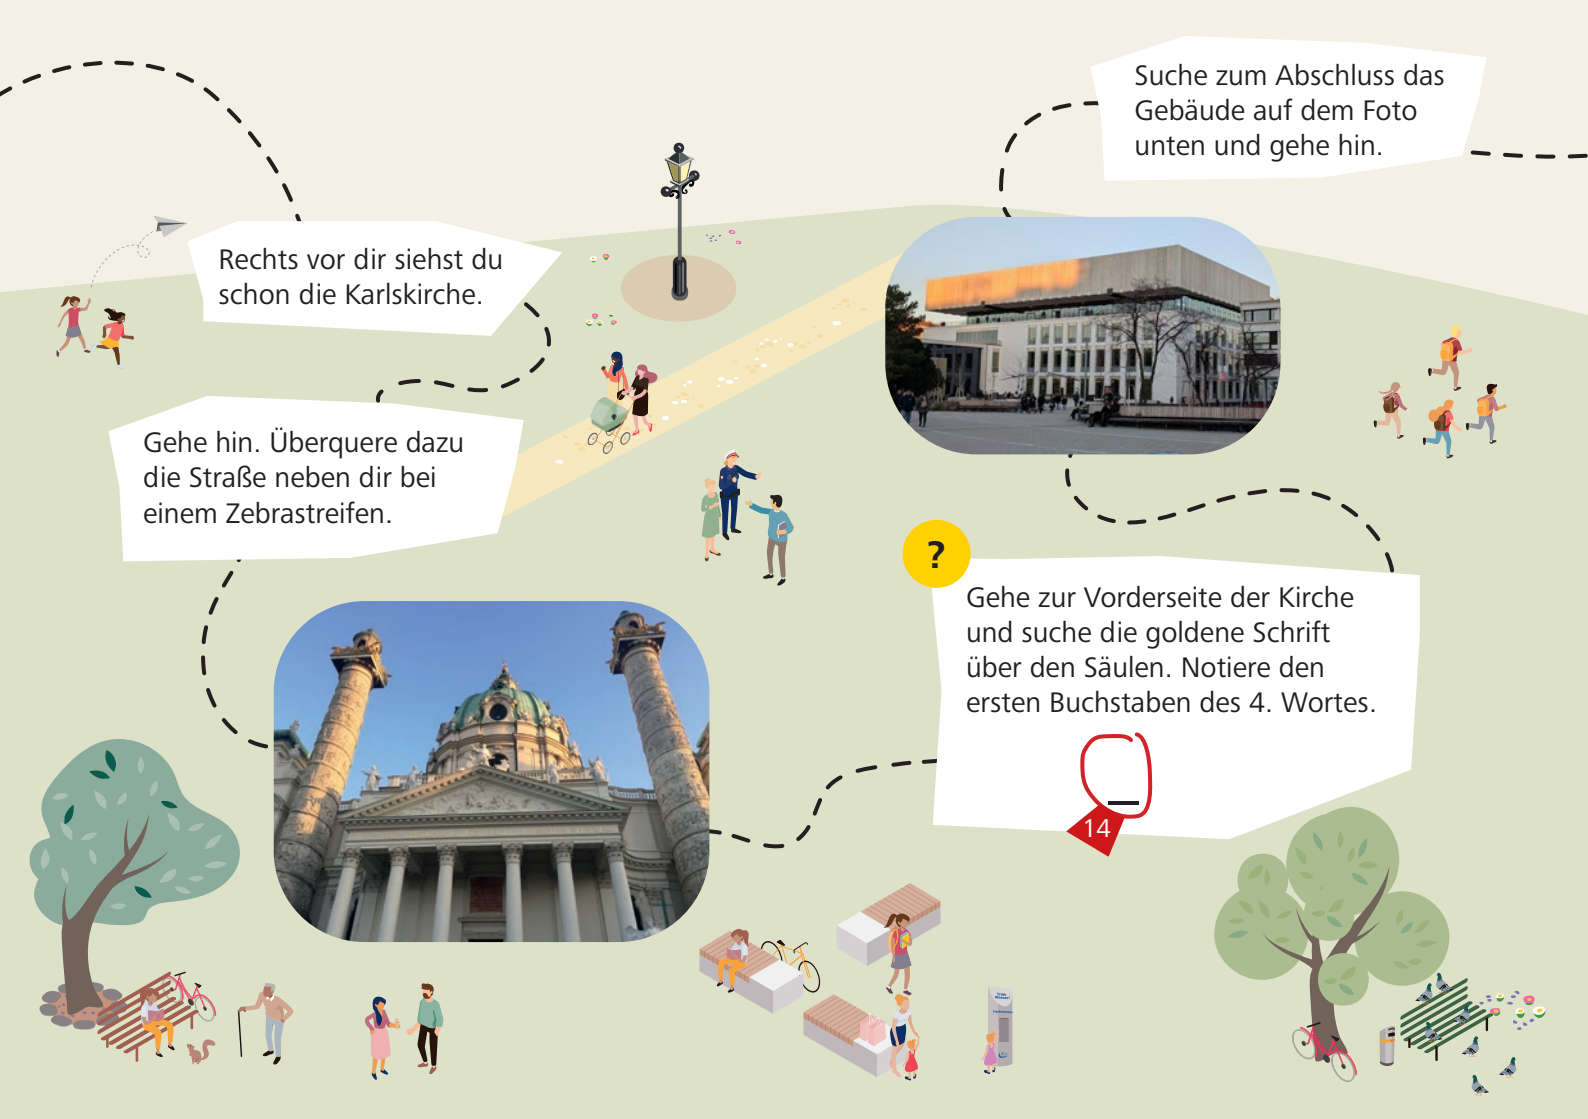 Rechts vor dir siehst du
schon die Karlskirche.
Gehe hin. Überquere dazu
die Straße neben dir bei
einem Zebrastreifen.
?
Gehe zur Vorderseite der Kirche
und suche die goldene Schrift
über den Säulen. Notiere den
ersten Buchstaben des 4. Wortes.
14
Suche zum Abschluss das
Gebäude auf dem Foto
unten und gehe hin.